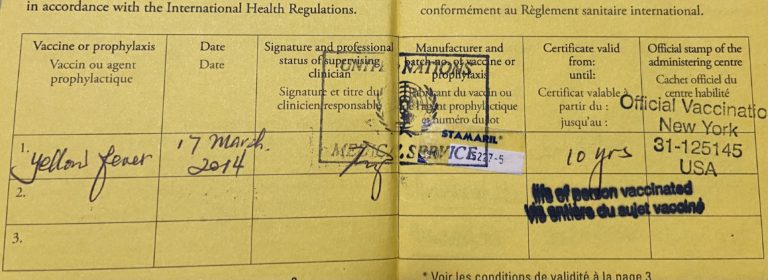 in accordance with the International Health Regulations.
conformément au Règlement sanitaire international.
Vaccine or prophylaxis
Vaccin ou agent
prophylactique
Date
Date
Signature and professional
status of supervising
clinician
Signature et titre du
clinicien responsable
Manufacturer and
batch no. of vaccine or
prophylaxis
du vaccin ou
de l'agent prophylactique
et numéro du lot
Certificate valid
from:
until:
Certificat valable à
partir du :
jusqu'au :
Official stamp of the
administering centre
Cachet officiel du
centre habilité
UNITED NATIONS
MEDICAL SERVICE
STAMARIL®
5227-5
Official Vaccinatio
New York
31-125145
USA
1.
Yellow fever
17 March.
2014
10 yrs
2.
life of person vaccinated
vie entière du sujet vacciné
3.
* Voir les conditions de validité à la page 3